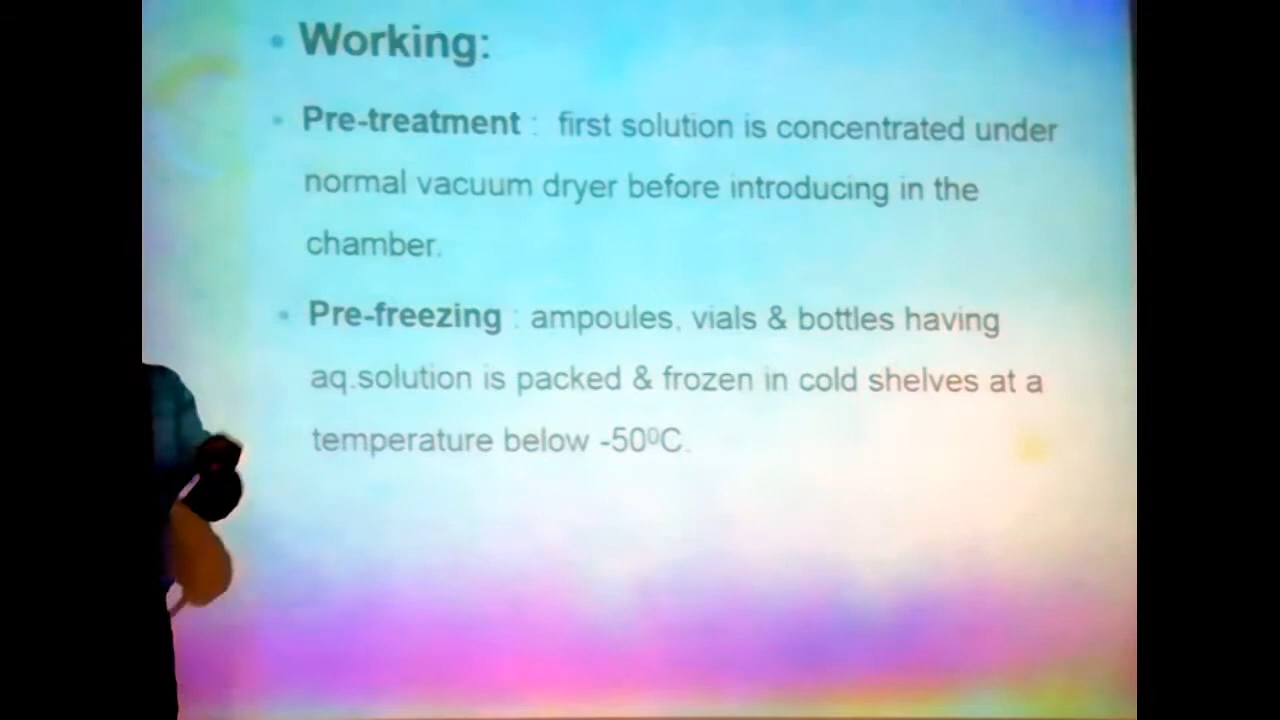 • Working:
• Pre-treatment : first solution is concentrated under
normal vacuum dryer before introducing in the
chamber.
• Pre-freezing : ampoules, vials & bottles having
aq.solution is packed & frozen in cold shelves at a
temperature below -50⁰C.